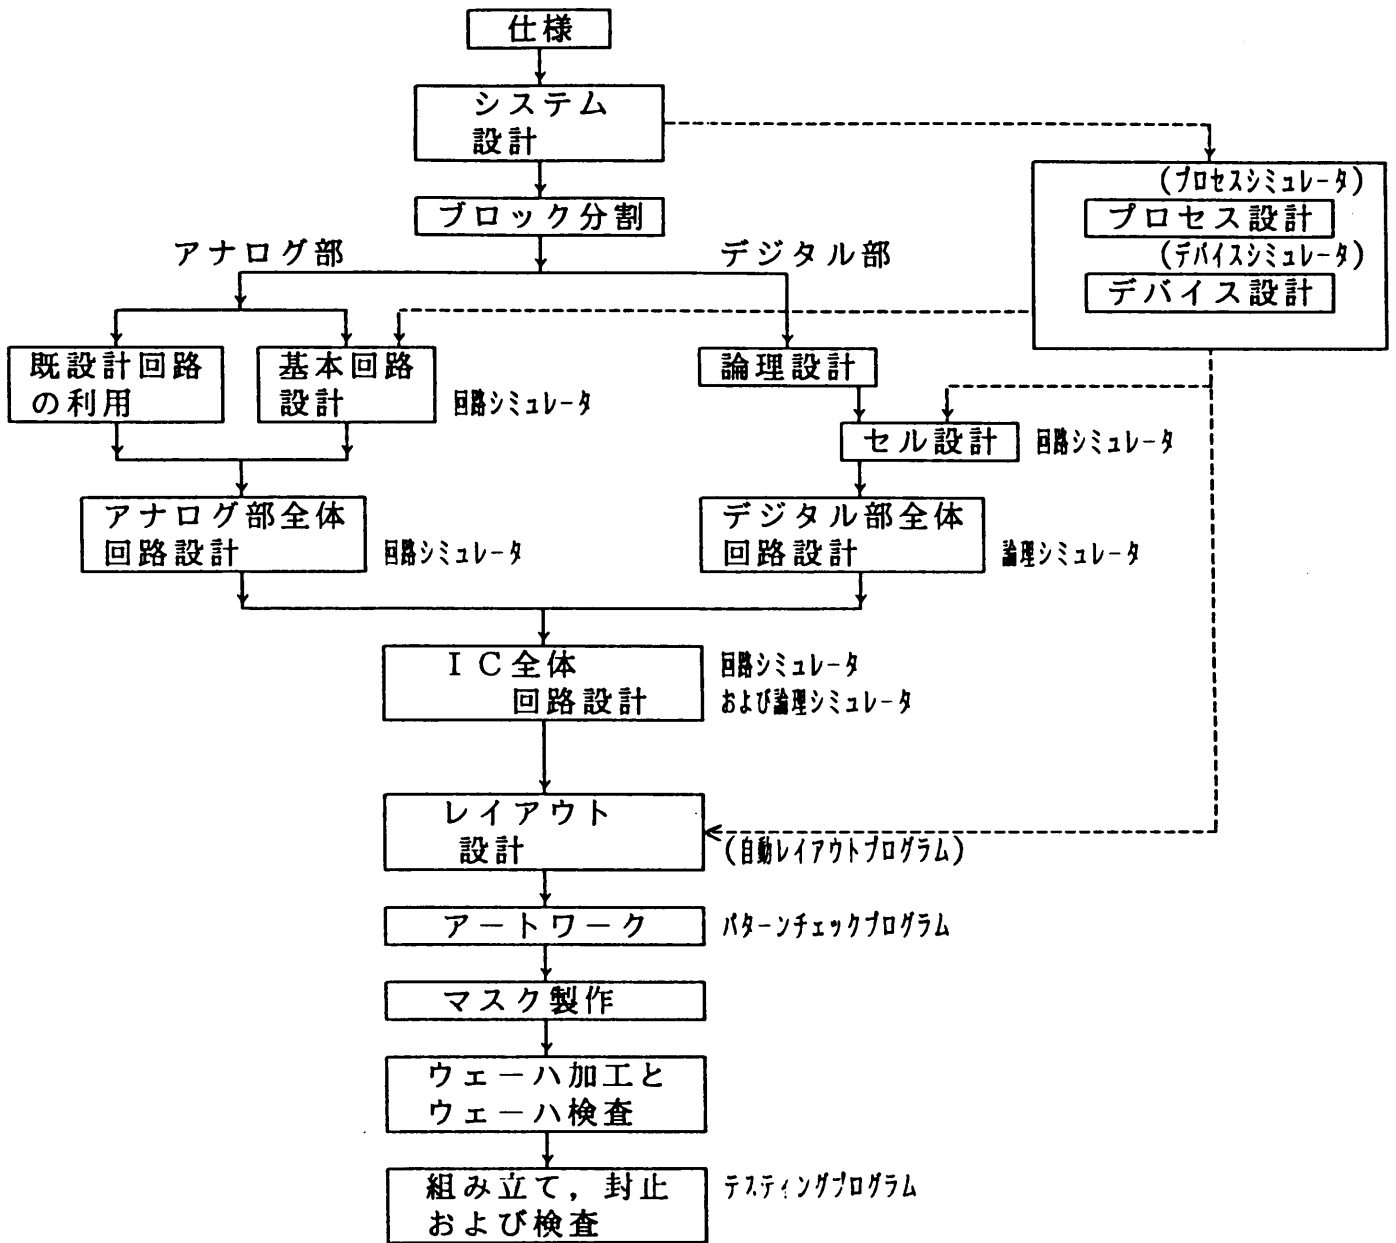 仕様
システム
設計
(プロセスシミュレータ)
プロセス設計
(デバイスシミュレータ)
デバイス設計
ブロック分割
アナログ部
デジタル部
既設計回路
の利用
基本回路
設計
回路シミュレータ
論理設計
セル設計
回路シミュレータ
アナログ部全体
回路設計
回路シミュレータ
デジタル部全体
回路設計
論理シミュレータ
IC全体
回路設計
回路シミュレータ
および論理シミュレータ
レイアウト
設計
(自動レイアウトプログラム)
アートワーク
パターンチェックプログラム
マスク製作
ウェーハ加工と
ウェーハ検査
組み立て,封止
および検査
テスティングプログラム